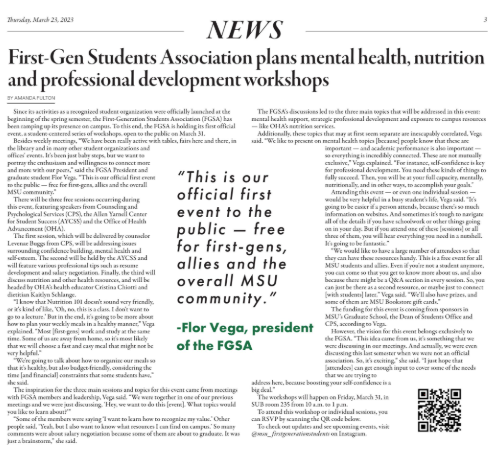 Thursday, March 23, 2023
NEWS
3
First-Gen Students Association plans mental health, nutrition
and professional development workshops
BY AMANDA FULTON
Since its activities as a recognized student organization were officially launched at the
beginning of the spring semester, the First-Generation Students Association (FGSA) has
been ramping up its presence on campus. To this end, the FGSA is holding its first official
event, a student-centered series of workshops, open to the public on March 31.
Besides weekly meetings, "We have been really active with tables, fairs here and there, in
the library and in many other student organizations and
offices' events. It's been just baby steps, but we want to
portray the enthusiasm and willingness to connect more
and more with our peers," said the FGSA President and
graduate student Flor Vega. "This is our official first event
to the public — free for first-gens, allies and the overall
MSU community."
There will be three free sessions occurring during
this event, featuring speakers from Counseling and
Psychological Services (CPS), the Allen Yarnell Center
for Student Success (AYCSS) and the Office of Health
Advancement (OHA).
The first session, which will be delivered by counselor
Levense Buggs from CPS, will be addressing issues
surrounding confidence building, mental health and
self-esteem. The second will be held by the AYCSS and
will feature various professional tips such as resume
development and salary negotiation. Finally, the third will
discuss nutrition and other health resources, and will be
headed by OHA's health educator Cristina Chiotti and
dietitian Kaitlyn Schlange.
"I know that Nutrition 101 doesn't sound very friendly,
or it's kind of like, 'Oh, no, this is a class. I don't want to
go to a lecture.' But in the end, it's going to be more about
how to plan your weekly meals in a healthy manner," Vega
explained. "Most [first-gens] work and study at the same
time. Some of us are away from home, so it's most likely
that we will choose a fast and easy meal that might not be
very helpful."
"We're going to talk about how to organize our meals so
that it's healthy, but also budget-friendly, considering the
time [and financial] constraints that some students have,"
she said.
The inspiration for the three main sessions and topics for this event came from meetings
with FGSA members and leadership, Vega said. "We were together in one of our previous
meetings and we were just discussing, 'Hey, we want to do this [event]. What topics would
you like to learn about?'"
"Some of the members were saying 'I want to learn how to recognize my value.' Other
people said, 'Yeah, but I also want to know what resources I can find on campus.' So many
comments were about salary negotiation because some of them are about to graduate. It was
just a brainstorm," she said.
"This is our
official first
event to the
public — free
for first-gens,
allies and the
overall MSU
community."
-Flor Vega, president
of the FGSA
The FGSA's discussions led to the three main topics that will be addressed in this event:
mental health support, strategic professional development and exposure to campus resources
— like OHA's nutrition services.
Additionally, these topics that may at first seem separate are inexplicably correlated, Vega
said. "We like to present on mental health topics [because] people know that these are
important — and academic performance is also important —
so everything is incredibly connected. These are not mutually
exclusive," Vega explained. "For instance, self-confidence is key
for professional development. You need these kinds of things to
fully succeed. Then, you will be at your full capacity, mentally,
nutritionally, and in other ways, to accomplish your goals."
Attending this event — or even one individual session —
would be very helpful in a busy student's life, Vega said. "It's
going to be easier if a person attends, because there's so much
information on websites. And sometimes it's tough to navigate
all of the details if you have schoolwork or other things going
on in your day. But if you attend one of these [sessions] or all
three of them, you will hear everything you need in a nutshell.
It's going to be fantastic."
"We would like to have a large number of attendees so that
they can have these resources handy. This is a free event for all
MSU students and allies. Even if you're not a student anymore,
you can come so that you get to know more about us, and also
because there might be a Q&A section in every session. So, you
can just be there as a second resource, or maybe just to connect
[with students] later," Vega said. "We'll also have prizes, and
some of them are MSU Bookstore gift cards."
The funding for this event is coming from sponsors in
MSU's Graduate School, the Dean of Students Office and
CPS, according to Vega.
However, the vision for this event belongs exclusively to
the FGSA. "This idea came from us, it's something that we
were discussing in our meetings. And actually, we were even
discussing this last semester when we were not an official
association. So, it's exciting," she said. "I just hope that
[attendees] can get enough input to cover some of the needs
that we are trying to
address here, because boosting your self-confidence is a
big deal."
The workshops will happen on Friday, March 31, in
SUB room 235 from 10 a.m. to 1 p.m.
To attend this workshop or individual sessions, you
can RSVP by scanning the QR code below.
To check out updates and see upcoming events, visit
@msu_firstgenerationstudents on Instagram.